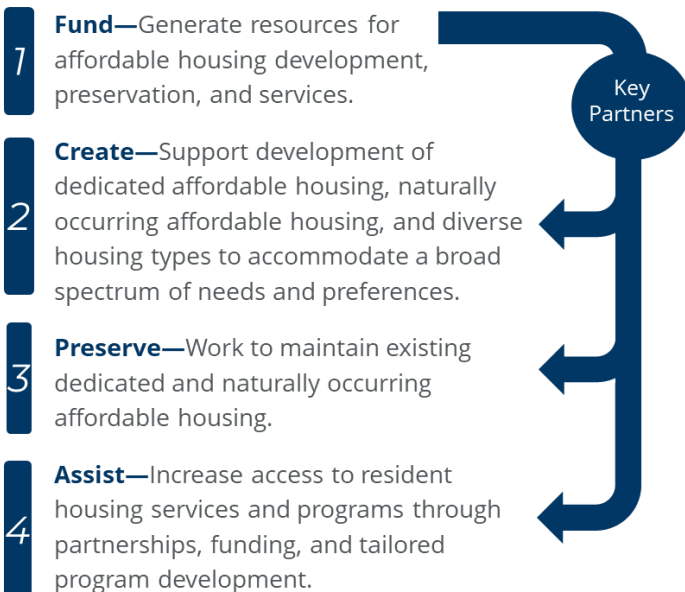 1
Fund—Generate resources for
affordable housing development,
preservation, and services.
Key
Partners
2
Create—Support development of
dedicated affordable housing, naturally
occurring affordable housing, and diverse
housing types to accommodate a broad
spectrum of needs and preferences.
3
Preserve—Work to maintain existing
dedicated and naturally occurring
affordable housing.
4
Assist—Increase access to resident
housing services and programs through
partnerships, funding, and tailored
program development.